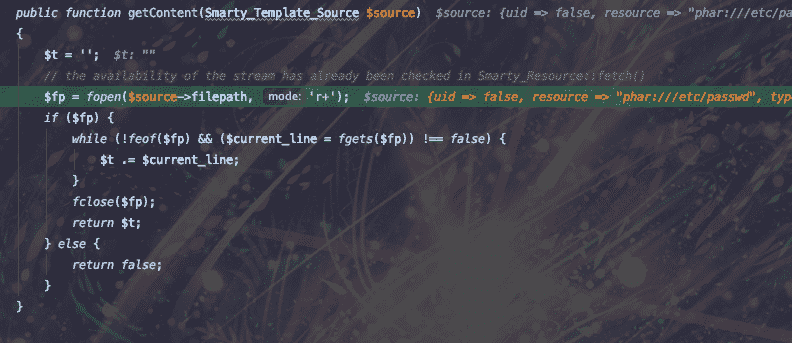 public function getContent(Smarty_Template_Source $source)  $source: {uid => false, resource => "phar:///etc/pa
{
$t = '';  $t: ""
// the availability of the stream has already been checked in Smarty_Resource::fetch()
$fp = fopen($source->filepath, mode: 'r+');  $source: {uid => false, resource => "phar:///etc/passwd", typ
if ($fp) {
while (!feof($fp) && ($current_line = fgets($fp)) !== false) {
$t .= $current_line;
}
fclose($fp);
return $t;
} else {
return false;
}
}